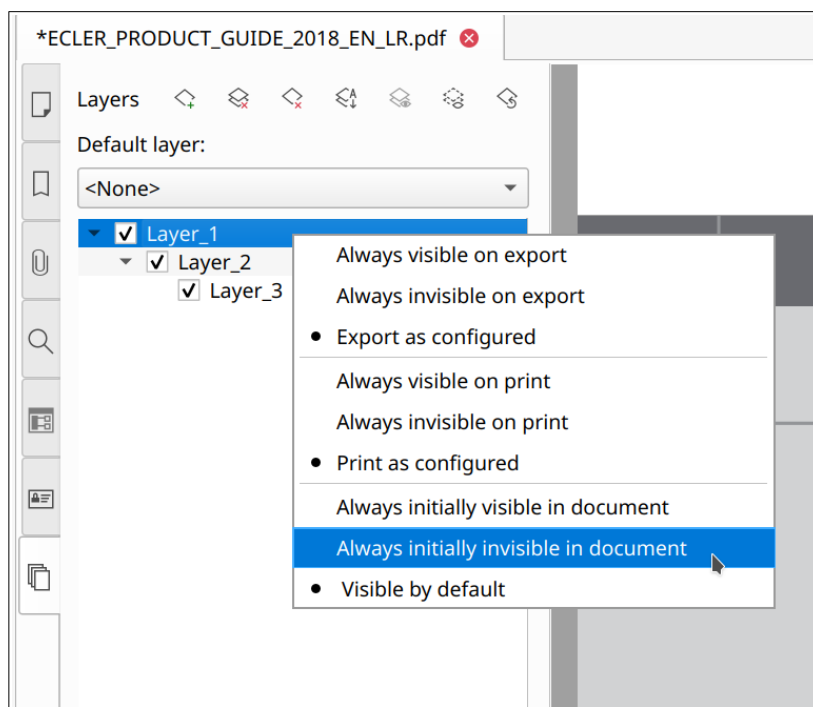 *ECLER_PRODUCT_GUIDE_2018_EN_LR.pdf
Layers
Default layer:
<None>
Layer_1
Layer_2
Layer_3
Always visible on export
Always invisible on export
Export as configured
Always visible on print
Always invisible on print
Print as configured
Always initially visible in document
Always initially invisible in document
Visible by default